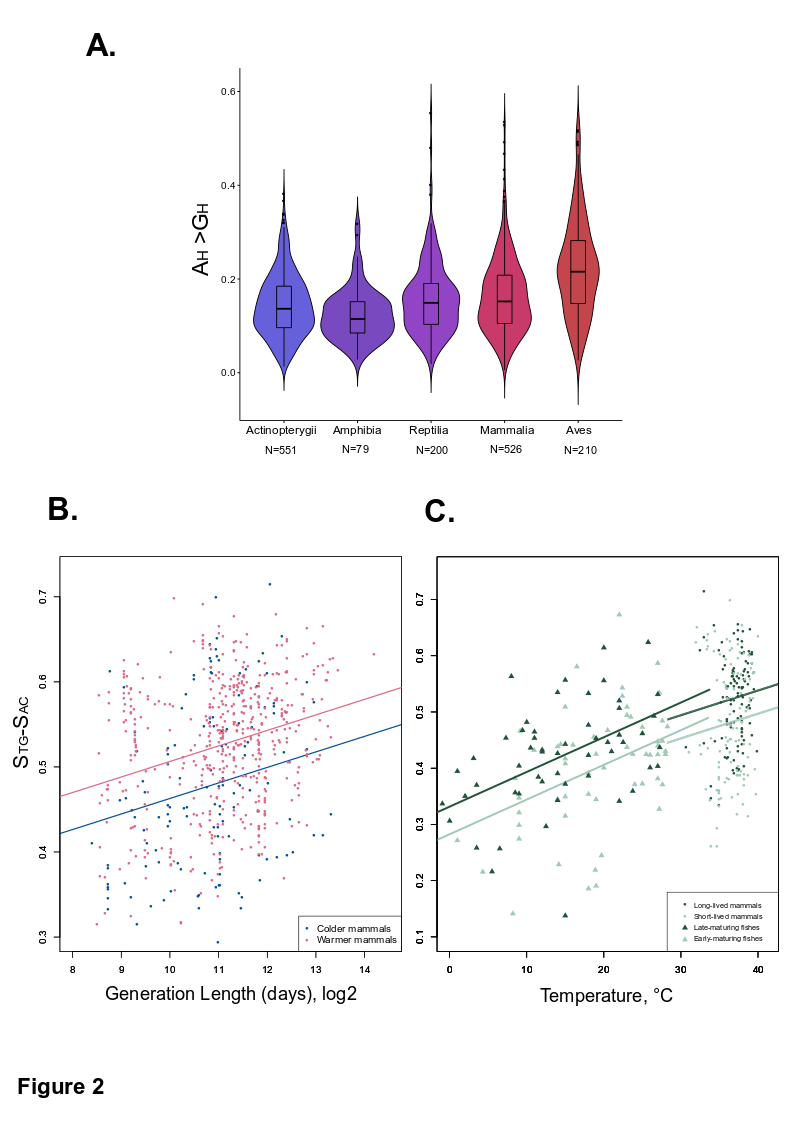 A.
0.6
0.4
0.2
0.0
AH >GH
Actinopterygii Amphibia Reptilia Mammalia Aves
N=551 N=79 N=200 N=526 N=210
B.
0.7
0.6
0.5
0.4
0.3
STG-SAC
8 9 10 11 12 13 14
Generation Length (days), log2
Colder mammals
Warmer mammals
C.
0.7
0.6
0.5
0.4
0.3
0.2
0.1
0 10 20 30 40
Temperature, °C
Long-lived mammals
Short-lived mammals
Late-maturing fishes
Early-maturing fishes
Figure 2